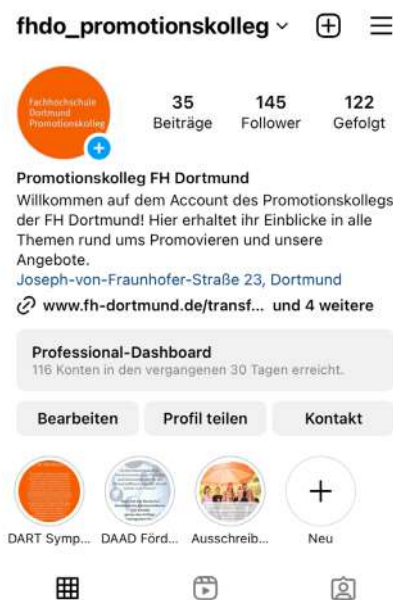 fhdo_promotionskolleg
Fachhochschule
Dortmund
Promotionskolleg
35 145 122
Beiträge Follower Gefolgt
Promotionskolleg FH Dortmund
Willkommen auf dem Account des Promotionskollegs
der FH Dortmund! Hier erhaltet ihr Einblicke in alle
Themen rund ums Promovieren und unsere
Angebote.
Joseph-von-Fraunhofer-Straße 23, Dortmund
www.fh-dortmund.de/transf... und 4 weitere
Professional-Dashboard
116 Konten in den vergangenen 30 Tagen erreicht.
Bearbeiten Profil teilen Kontakt
DART Symp... DAAD Förd... Ausschreib... Neu